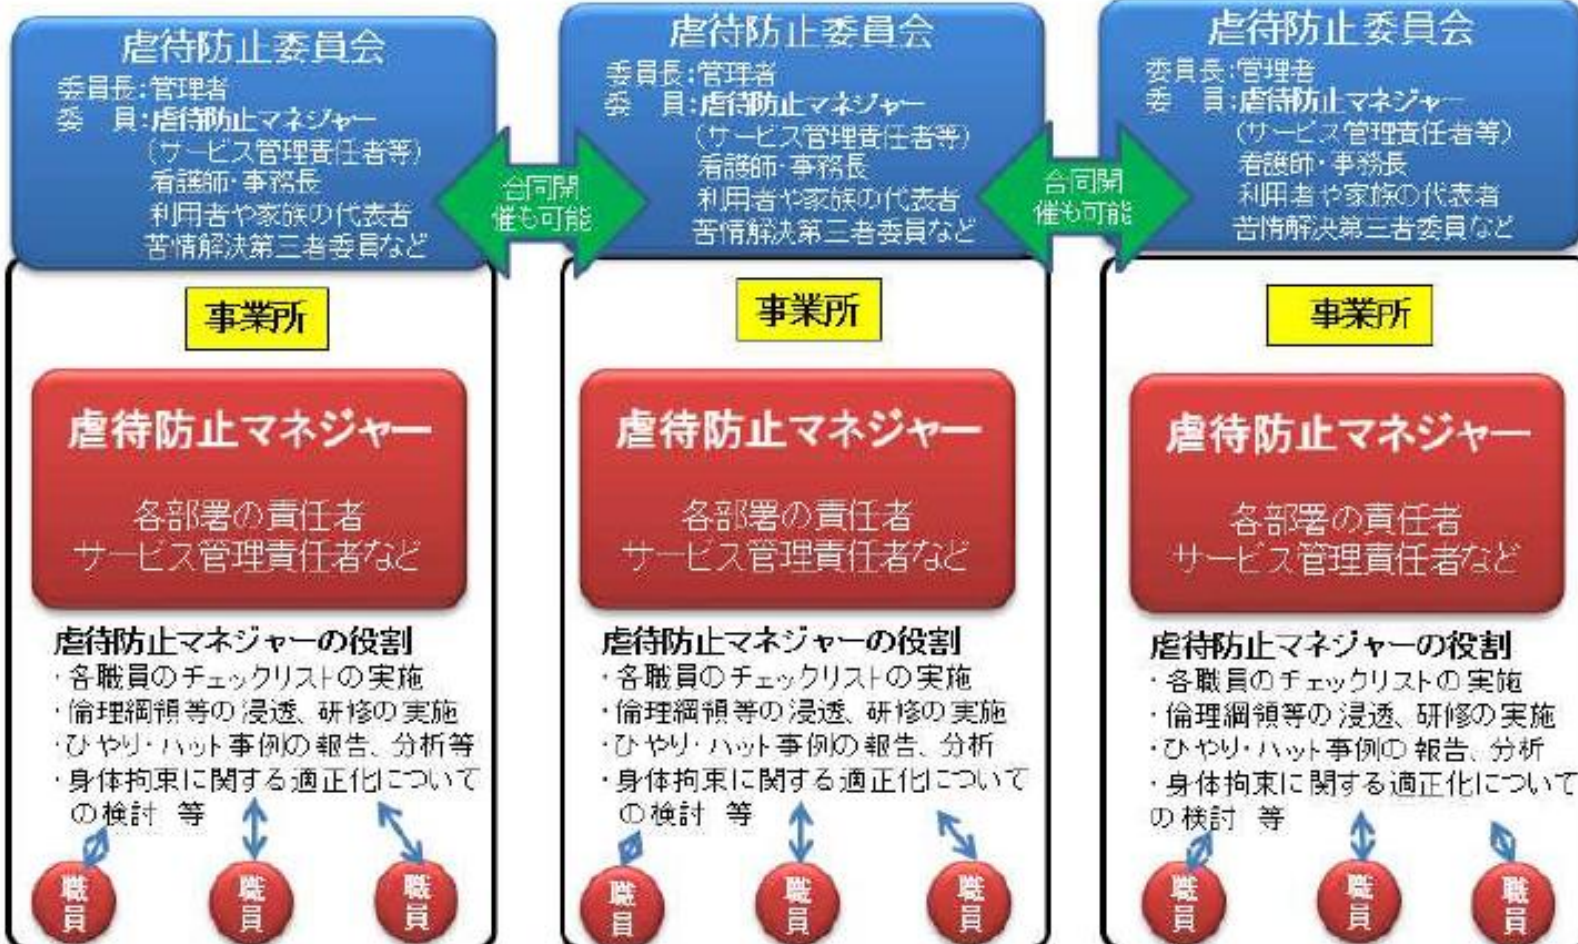 虐待防止委員会
委員長:管理者
委　員:虐待防止マネジャー
(サービス管理責任者等)
看護師・事務長
利用者や家族の代表者
苦情解決第三者委員など
合同開
催も可能
虐待防止委員会
委員長:管理者
委　員:虐待防止マネジャー
(サービス管理責任者等)
看護師・事務長
利用者や家族の代表者
苦情解決第三者委員など
合同開
催も可能
虐待防止委員会
委員長:管理者
委　員:虐待防止マネジャー
(サービス管理責任者等)
看護師・事務長
利用者や家族の代表者
苦情解決第三者委員など
事業所
虐待防止マネジャー
各部署の責任者
サービス管理責任者など
虐待防止マネジャーの役割
・各職員のチェックリストの実施
・倫理綱領等の浸透、研修の実施
・ひやり・ハット事例の報告、分析等
・身体拘束に関する適正化について
の検討　等
職員
職員
職員
事業所
虐待防止マネジャー
各部署の責任者
サービス管理責任者など
虐待防止マネジャーの役割
・各職員のチェックリストの実施
・倫理綱領等の浸透、研修の実施
・ひやり・ハット事例の報告、分析
・身体拘束に関する適正化について
の検討　等
職員
職員
職員
事業所
虐待防止マネジャー
各部署の責任者
サービス管理責任者など
虐待防止マネジャーの役割
・各職員のチェックリストの実施
・倫理綱領等の浸透、研修の実施
・ひやり・ハット事例の報告、分析
・身体拘束に関する適正化について
の検討　等
職員
職員
職員